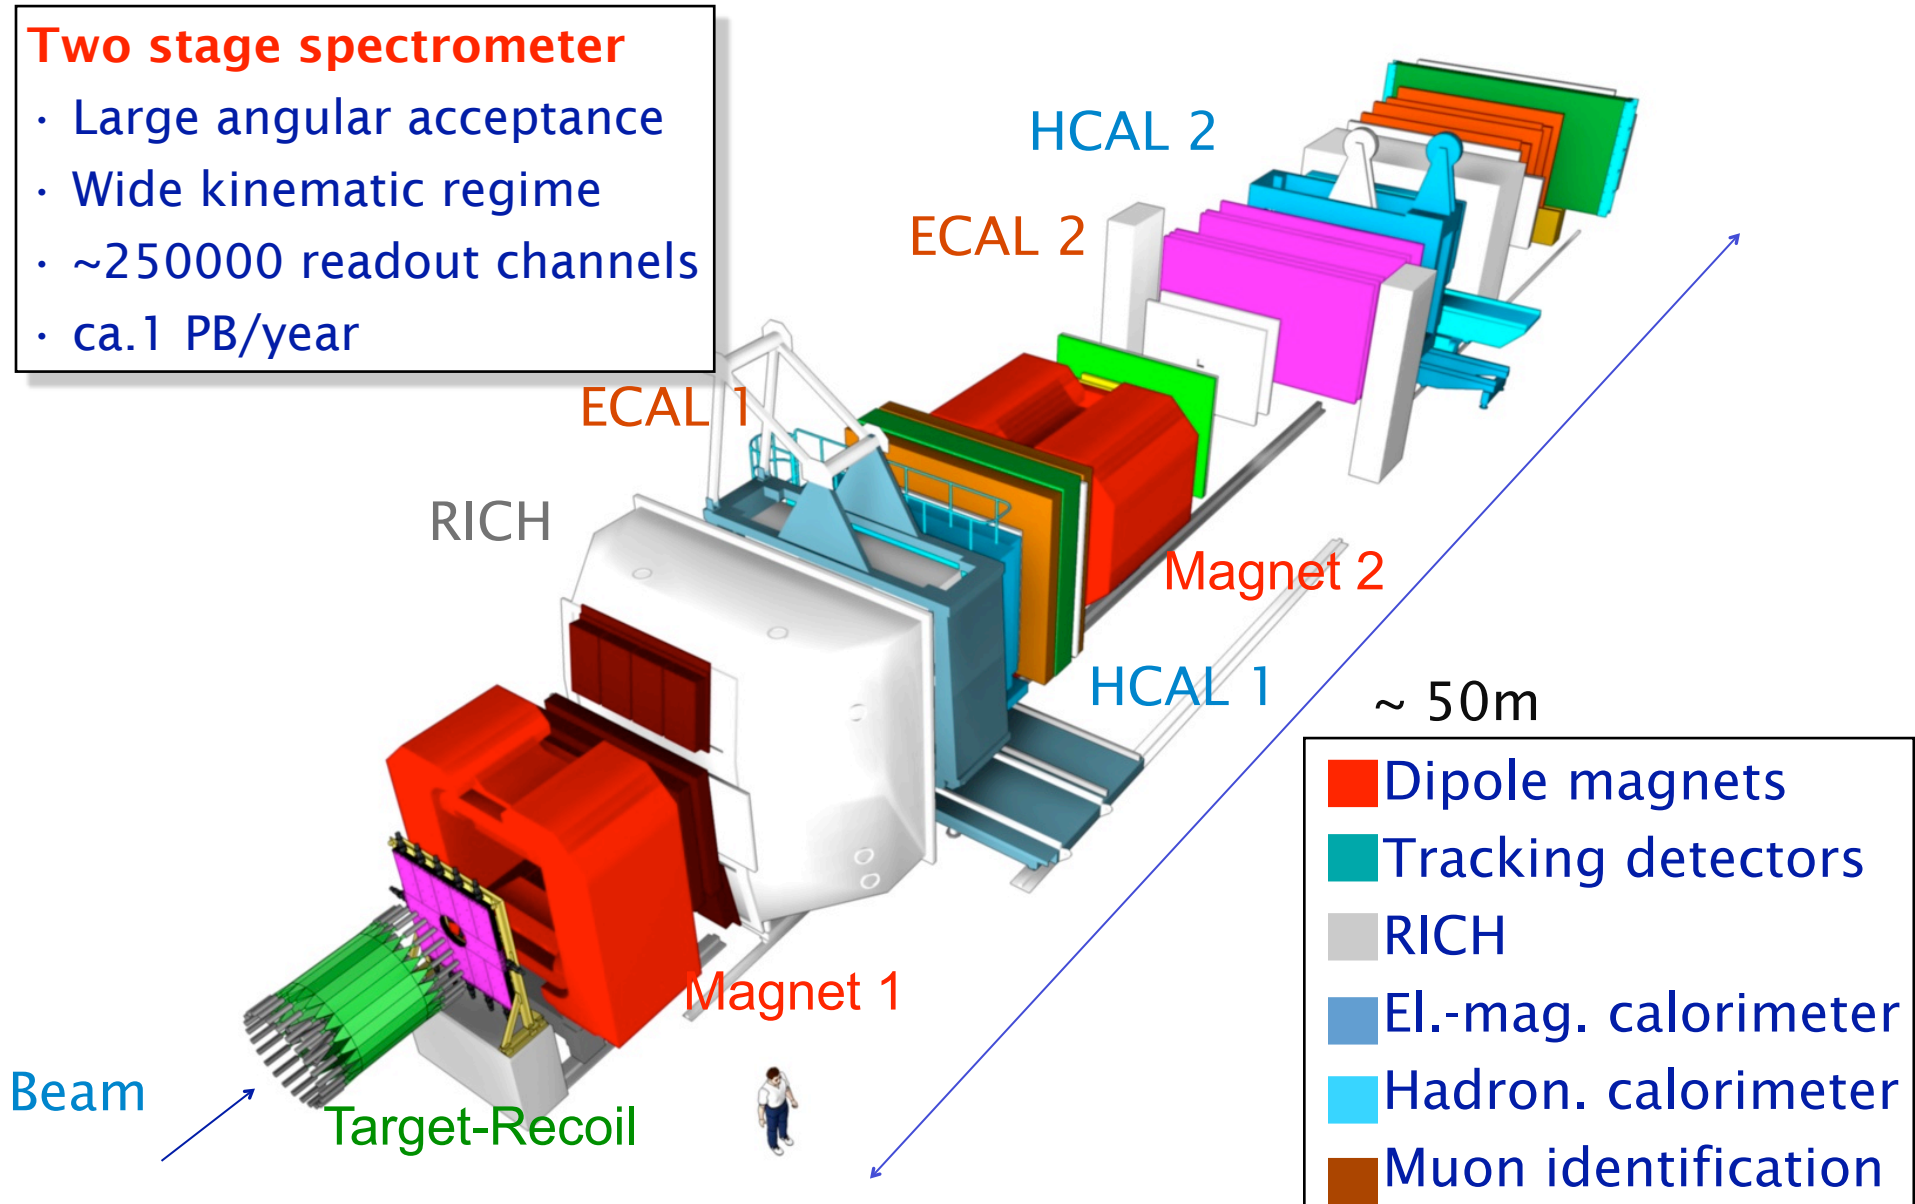 Two stage spectrometer
· Large angular acceptance
· Wide kinematic regime
· ~250000 readout channels
· ca.1 PB/year
HCAL 2
ECAL 2
ECAL 1
RICH
Magnet 2
HCAL 1
~ 50m
Magnet 1
Beam
Target-Recoil
Dipole magnets
Tracking detectors
RICH
El.-mag. calorimeter
Hadron. calorimeter
Muon identification